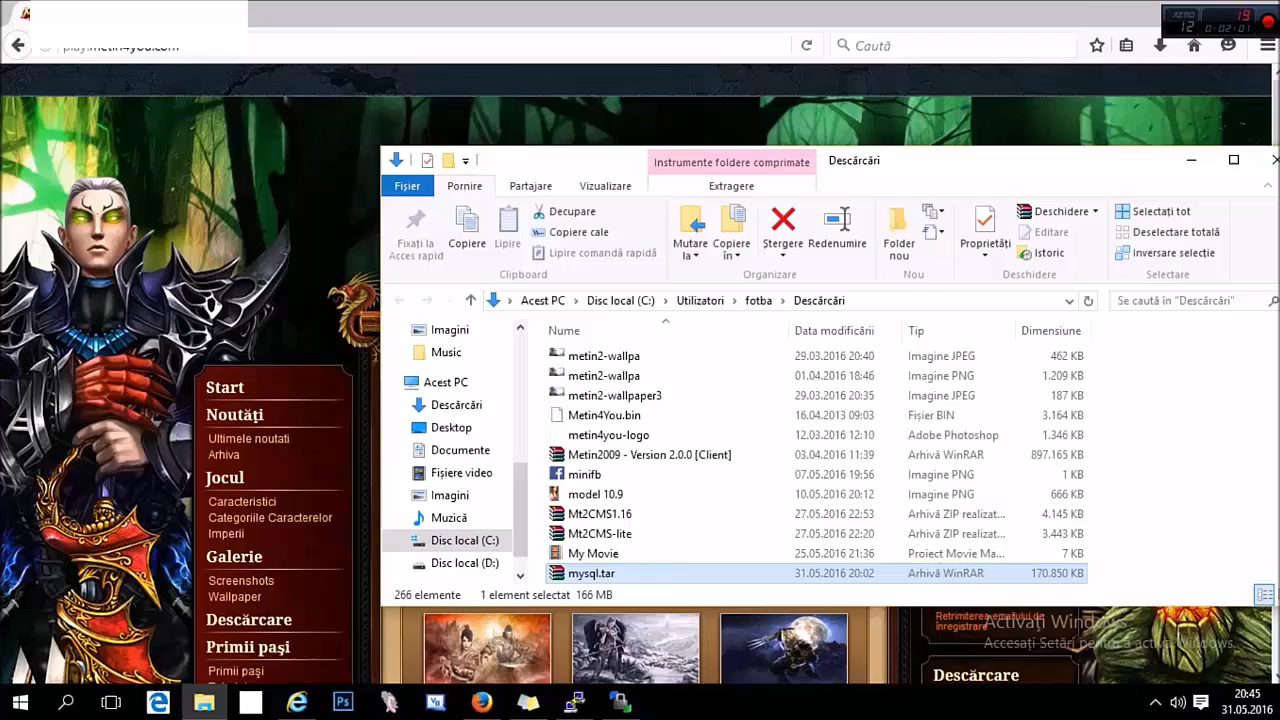 Caută
AERO
12
19
0:02:01
Instrumente foldere comprimate
Descărcări
Fișier
Pornire
Partajare
Vizualizare
Extragere
Fixați la Acces rapid
Copiere
Lipire
Decupare
Copiere cale
Lipire comandă rapidă
Clipboard
Mutare la
Copiere în
Ștergere
Redenumire
Organizare
Folder nou
Nou
Proprietăți
Deschidere
Editare
Istoric
Deschidere
Selectați tot
Deselectare totală
Inversare selecție
Selectare
Acest PC > Disc local (C:) > Utilizatori > fotba > Descărcări
Se caută în "Descărcări"
Imagini
Music
Acest PC
Descărcări
Desktop
Documente
Fișiere video
Imagini
Muzică
Disc local (C:)
Disc local (D:)
Nume Data modificării Tip Dimensiune
metin2-wallpa 29.03.2016 20:40 Imagine JPEG 462 KB
metin2-wallpa 01.04.2016 18:46 Imagine PNG 1.209 KB
metin2-wallpaper3 29.03.2016 20:35 Imagine JPEG 187 KB
Metin4You.bin 16.04.2013 09:03 Fișier BIN 3.164 KB
metin4you-logo 12.03.2016 12:10 Adobe Photoshop 1.346 KB
Metin2009 - Version 2.0.0 [Client] 03.04.2016 11:39 Arhivă WinRAR 897.165 KB
minifb 07.05.2016 19:56 Imagine PNG 1 KB
model 10.9 10.05.2016 20:12 Imagine PNG 666 KB
Mt2CMS1.16 27.05.2016 22:53 Arhivă ZIP realizat... 4.145 KB
Mt2CMS-lite 27.05.2016 22:20 Arhivă ZIP realizat... 3.443 KB
My Movie 25.05.2016 21:36 Proiect Movie Ma... 7 KB
mysql.tar 31.05.2016 20:02 Arhivă WinRAR 170.850 KB
266 elemente 1 element selectat 166 MB
Start
Noutăți
Ultimele noutati
Arhiva
Jocul
Caracteristici
Categoriile Caracterelor
Imperii
Galerie
Screenshots
Wallpaper
Descărcare
Primii paşi
Primii paşi
Retrimiterea emailului de înregistrare
Activați Windows
Accesați Setări pentru a activa Windows.
Descărcare
20:45
31.05.2016